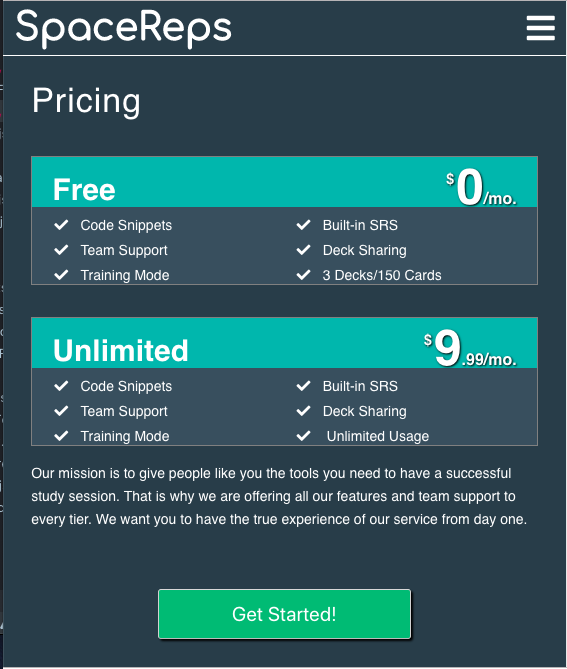 SpaceReps
Pricing
Free $0/mo.
Code Snippets Built-in SRS
Team Support Deck Sharing
Training Mode 3 Decks/150 Cards
Unlimited $9.99/mo.
Code Snippets Built-in SRS
Team Support Deck Sharing
Training Mode Unlimited Usage
Our mission is to give people like you the tools you need to have a successful
study session. That is why we are offering all our features and team support to
every tier. We want you to have the true experience of our service from day one.
Get Started!